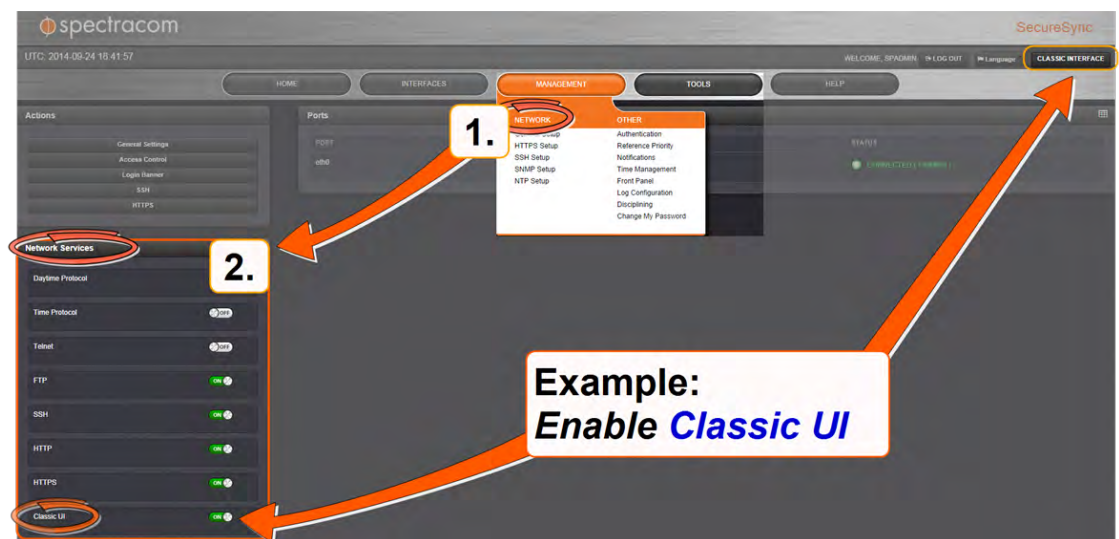 spectracom
SecureSync
UTC: 2014-09-24 18:41:57
WELCOME, SPADMIN LOG OUT Language CLASSIC INTERFACE
HOME INTERFACES MANAGEMENT TOOLS HELP
Actions
General Settings
Access Control
Login Banner
SSH
HTTPS
Ports
PORT STATUS
eth0
1.
NETWORK OTHER
Setup Authentication
HTTPS Setup Reference Priority
SSH Setup Notifications
SNMP Setup Time Management
NTP Setup Front Panel
Log Configuration
Disciplining
Change My Password
Network Services
2.
Daytime Protocol
Time Protocol OFF
Telnet OFF
FTP ON
SSH ON
HTTP ON
HTTPS ON
Classic UI ON
Example:
Enable Classic UI